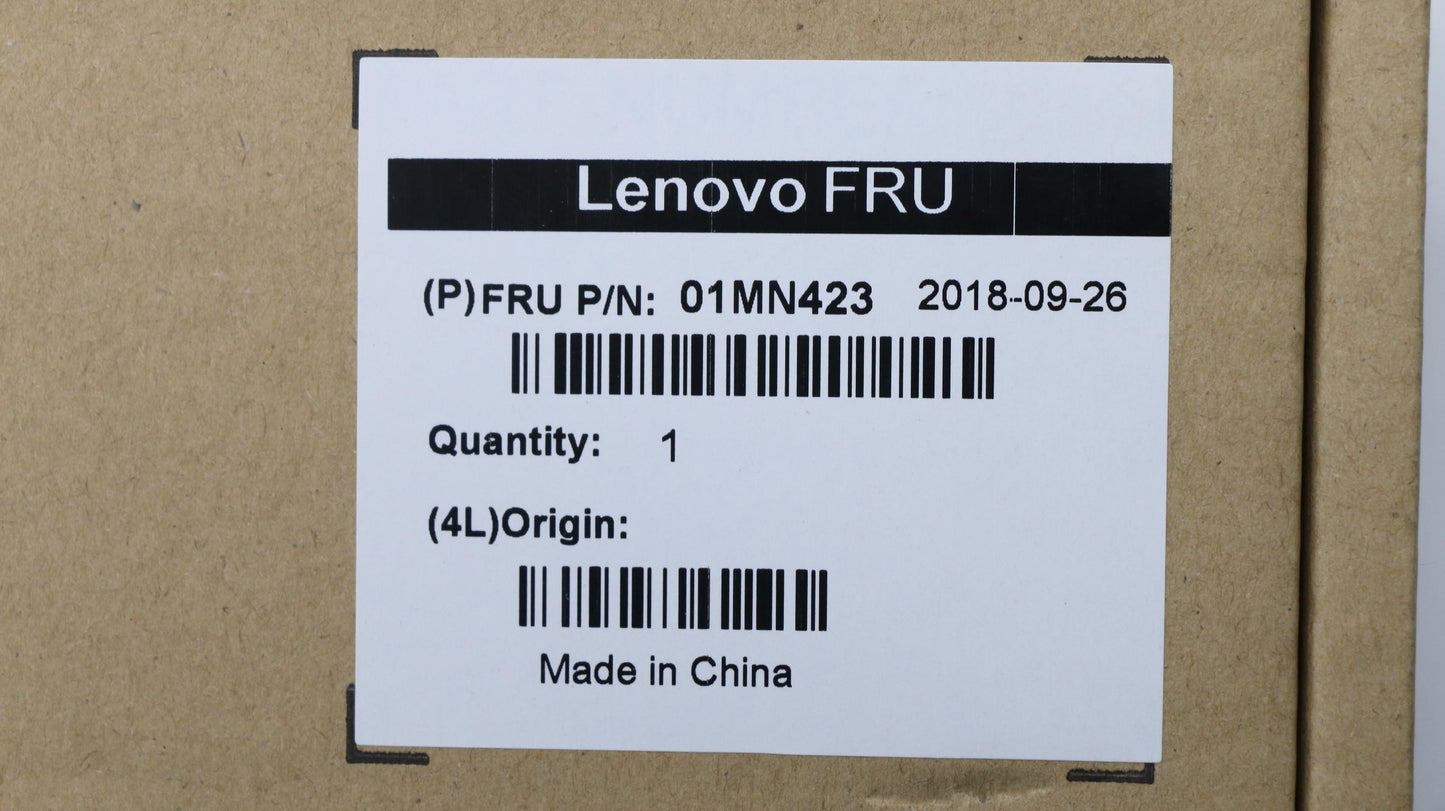 Lenovo FRU
(P)FRU P/N: 01MN423 2018-09-26
Quantity: 1
(4L)Origin:
Made in China